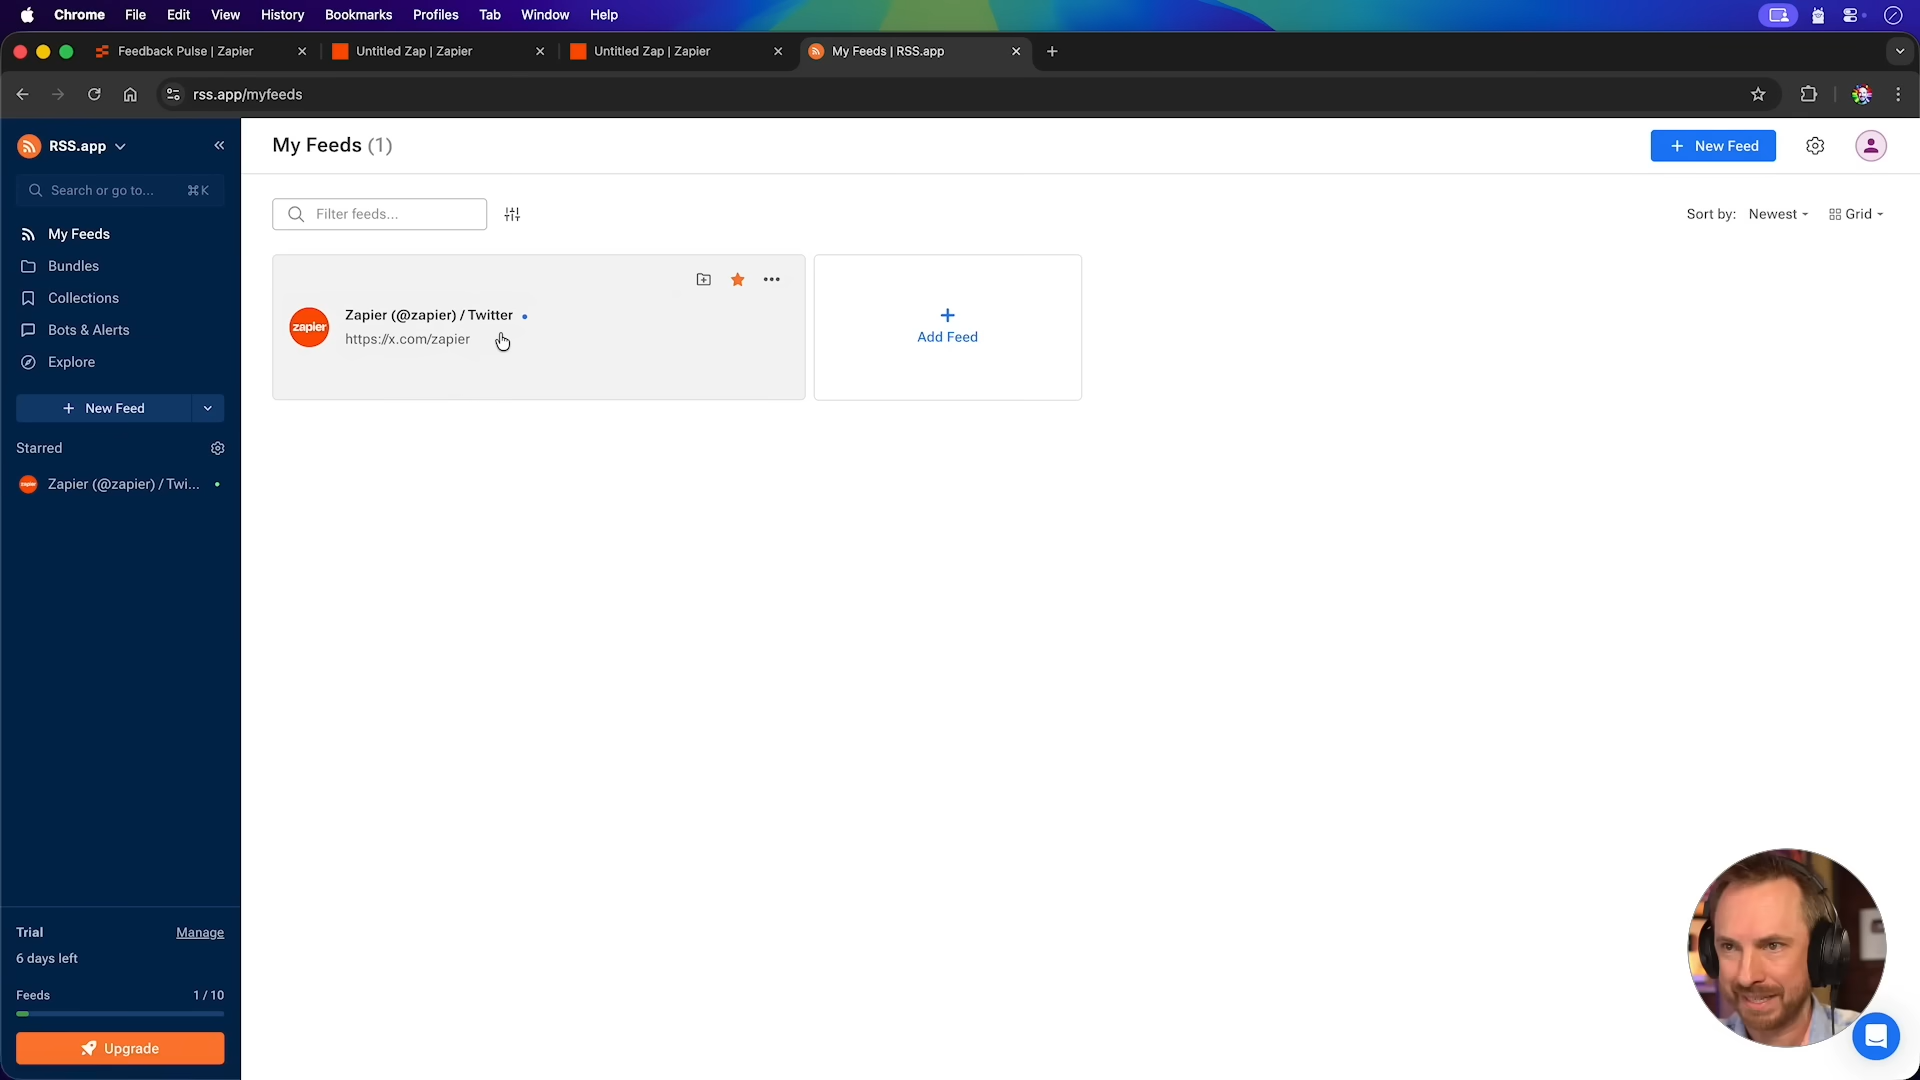 Chrome File Edit View History Bookmarks Profiles Tab Window Help
Feedback Pulse | Zapier
Untitled Zap | Zapier
Untitled Zap | Zapier
My Feeds | RSS.app
rss.app/myfeeds
RSS.app
Search or go to... ⌘K
My Feeds
Bundles
Collections
Bots & Alerts
Explore
+ New Feed
Starred
Zapier (@zapier) / Twi...
Trial Manage
6 days left
Feeds 1 / 10
Upgrade
My Feeds (1)
+ New Feed
Filter feeds...
Sort by: Newest Grid
zapier
Zapier (@zapier) / Twitter
https://x.com/zapier
+
Add Feed